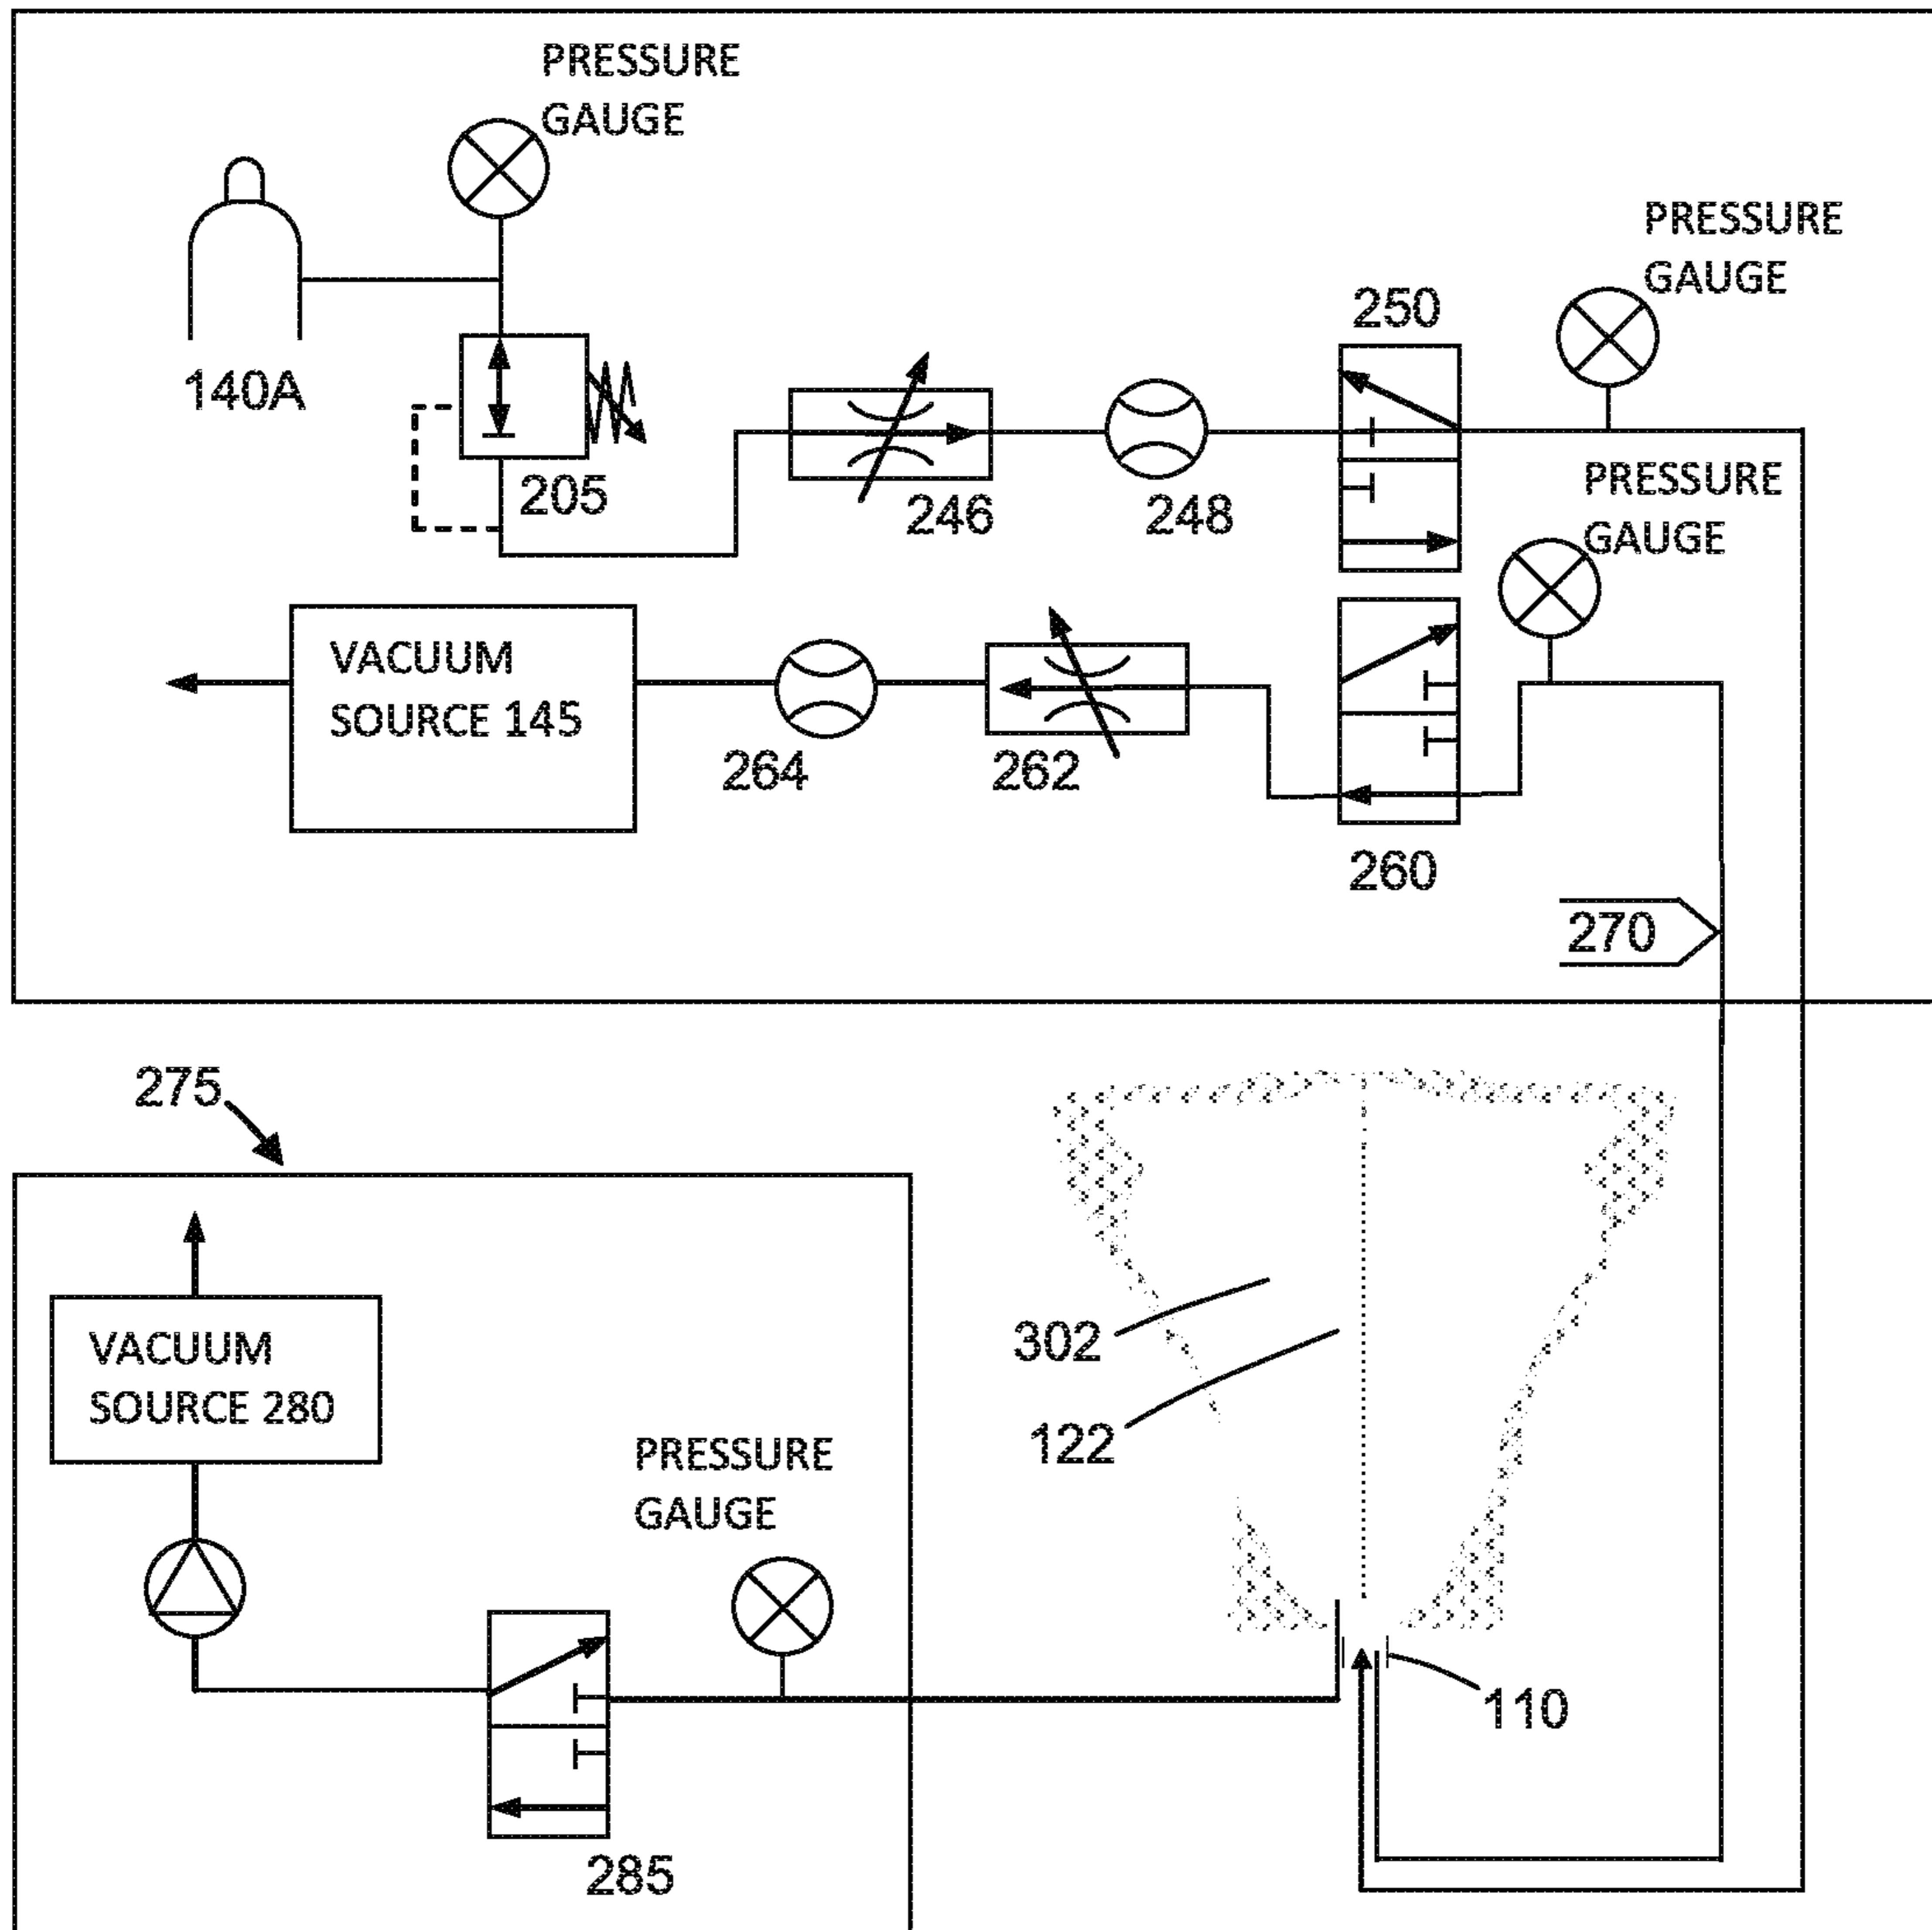 PRESSURE
GAUGE
140A
205
246
248
250
PRESSURE
GAUGE
PRESSURE
GAUGE
VACUUM
SOURCE 145
264
262
260
270
275
VACUUM
SOURCE 280
PRESSURE
GAUGE
285
302
122
110